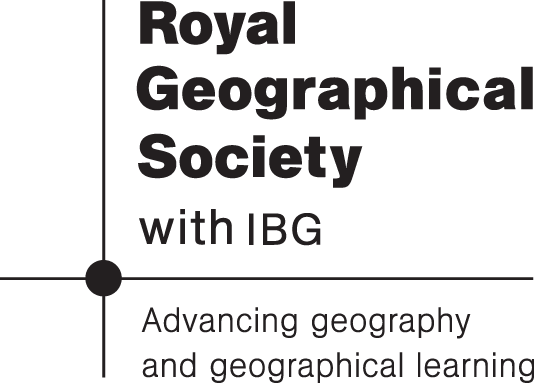 Royal
Geographical
Society
with IBG
Advancing geography
and geographical learning